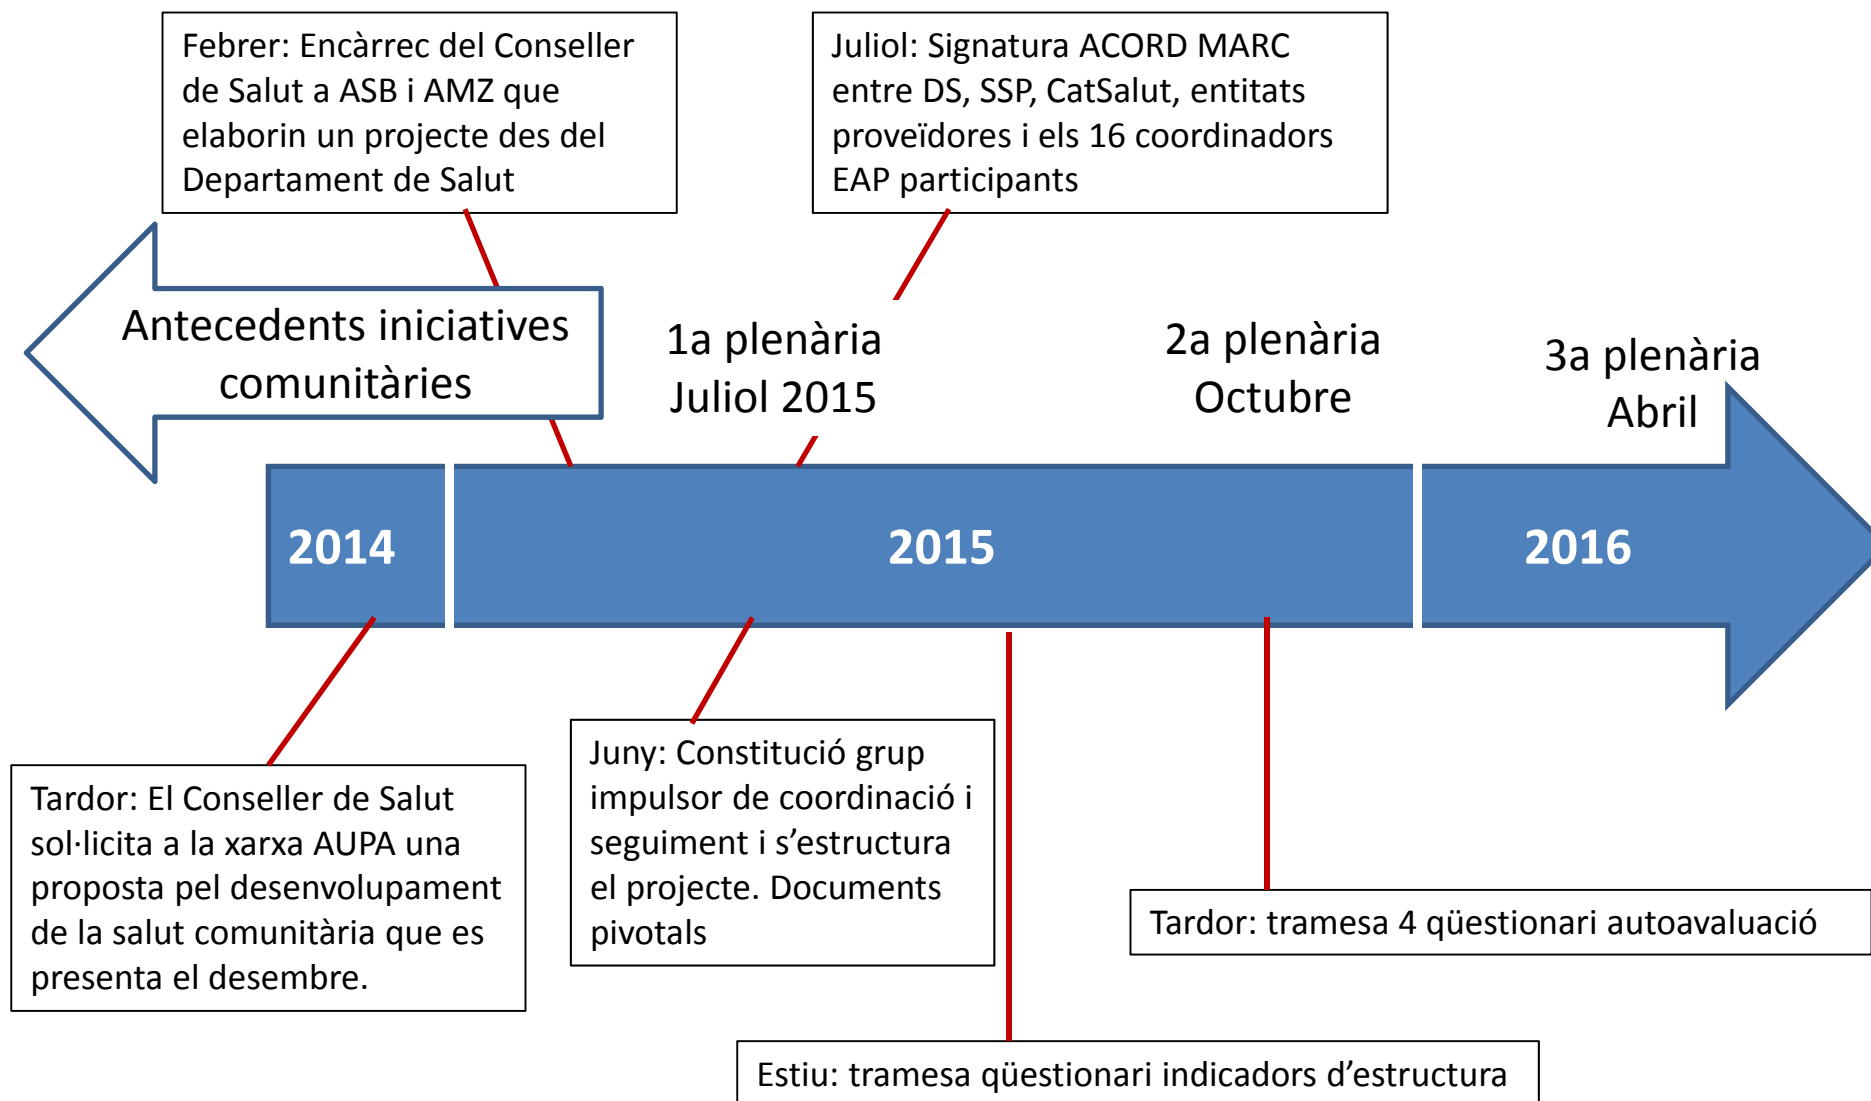 Febrer: Encàrrec del Conseller
de Salut a ASB i AMZ que
elaborin un projecte des del
Departament de Salut
Juliol: Signatura ACORD MARC
entre DS, SSP, CatSalut, entitats
proveïdores i els 16 coordinadors
EAP participants
Antecedents iniciatives
comunitàries
1a plenària
Juliol 2015
2a plenària
Octubre
3a plenària
Abril
2014
2015
2016
Tardor: El Conseller de Salut
sol·licita a la xarxa AUPA una
proposta pel desenvolupament
de la salut comunitària que es
presenta el desembre.
Juny: Constitució grup
impulsor de coordinació i
seguiment i s’estructura
el projecte. Documents
pivotals
Tardor: tramesa 4 qüestionari autoavaluació
Estiu: tramesa qüestionari indicadors d’estructura